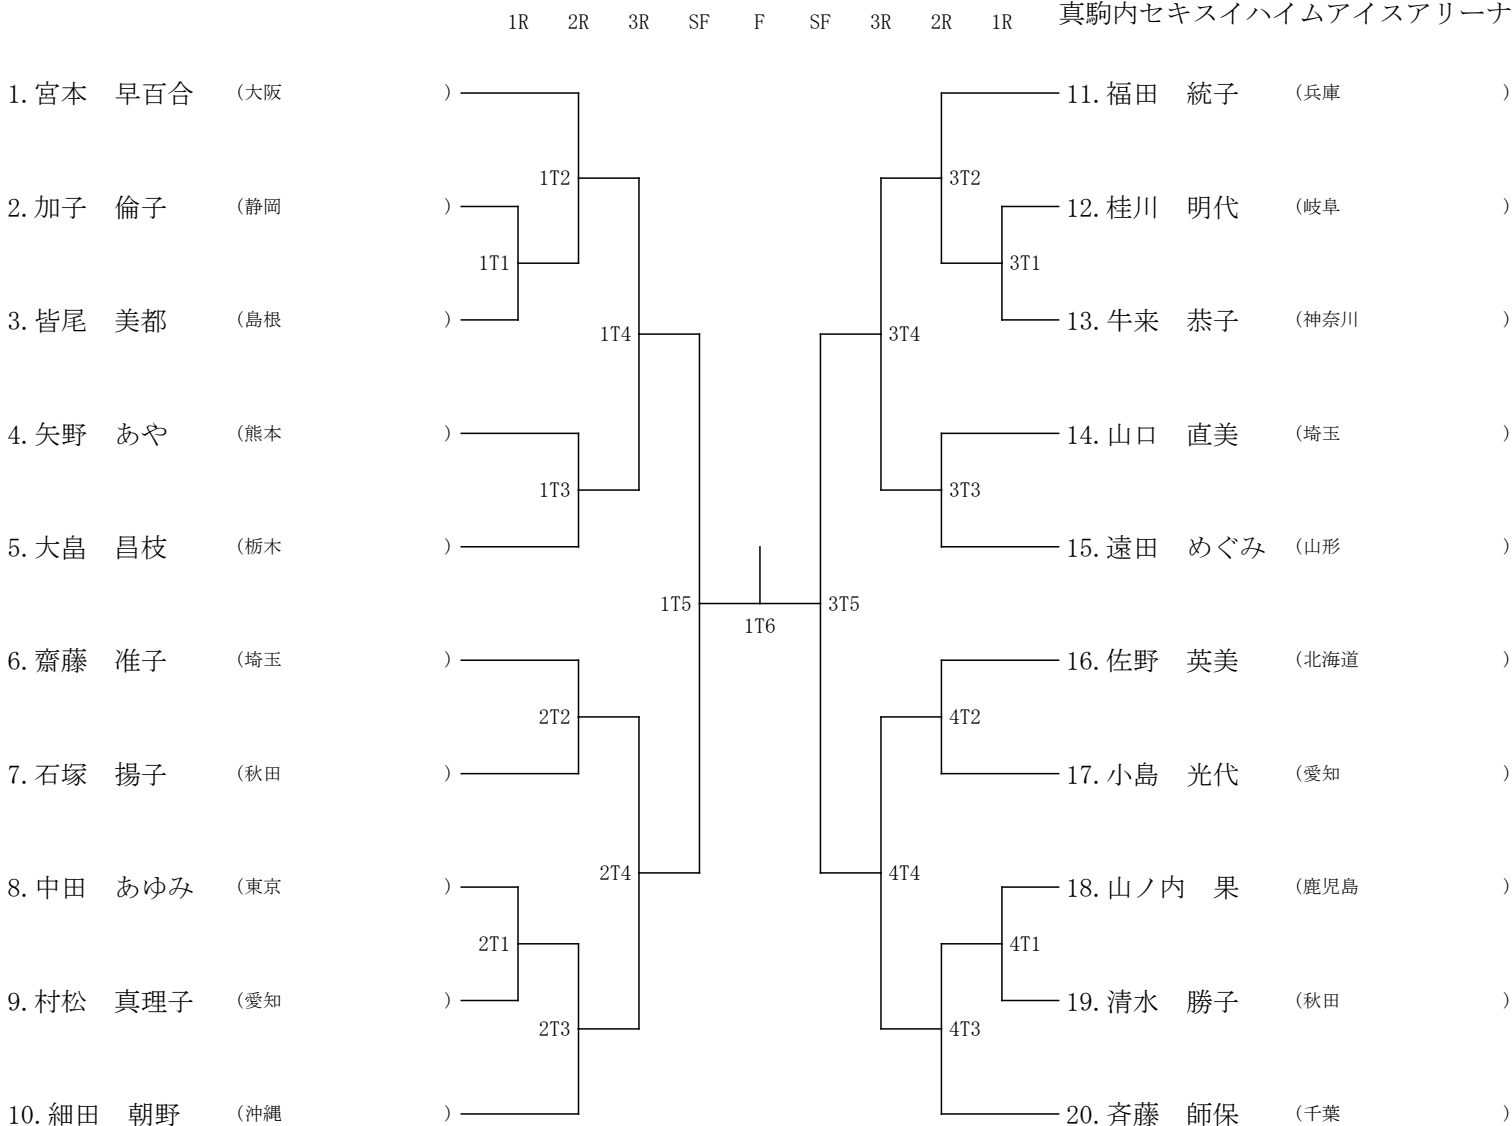 1R 2R 3R SF F SF 3R 2R 1R 真駒内セキスイハイムアイスアリーナ
1. 宮本　早百合 （大阪 ）
11. 福田　統子 （兵庫 ）
1T2
3T2
2. 加子　倫子 （静岡 ）
12. 桂川　明代 （岐阜 ）
1T1
3T1
3. 皆尾　美都 （島根 ）
13. 牛来　恭子 （神奈川 ）
1T4
3T4
4. 矢野　あや （熊本 ）
14. 山口　直美 （埼玉 ）
1T3
3T3
5. 大畠　昌枝 （栃木 ）
15. 遠田　めぐみ （山形 ）
1T5
3T5
1T6
6. 齋藤　准子 （埼玉 ）
16. 佐野　英美 （北海道 ）
2T2
4T2
7. 石塚　揚子 （秋田 ）
17. 小島　光代 （愛知 ）
2T4
4T4
8. 中田　あゆみ （東京 ）
18. 山ノ内　果 （鹿児島 ）
2T1
4T1
9. 村松　真理子 （愛知 ）
19. 清水　勝子 （秋田 ）
2T3
4T3
10. 細田　朝野 （沖縄 ）
20. 斉藤　師保 （千葉 ）